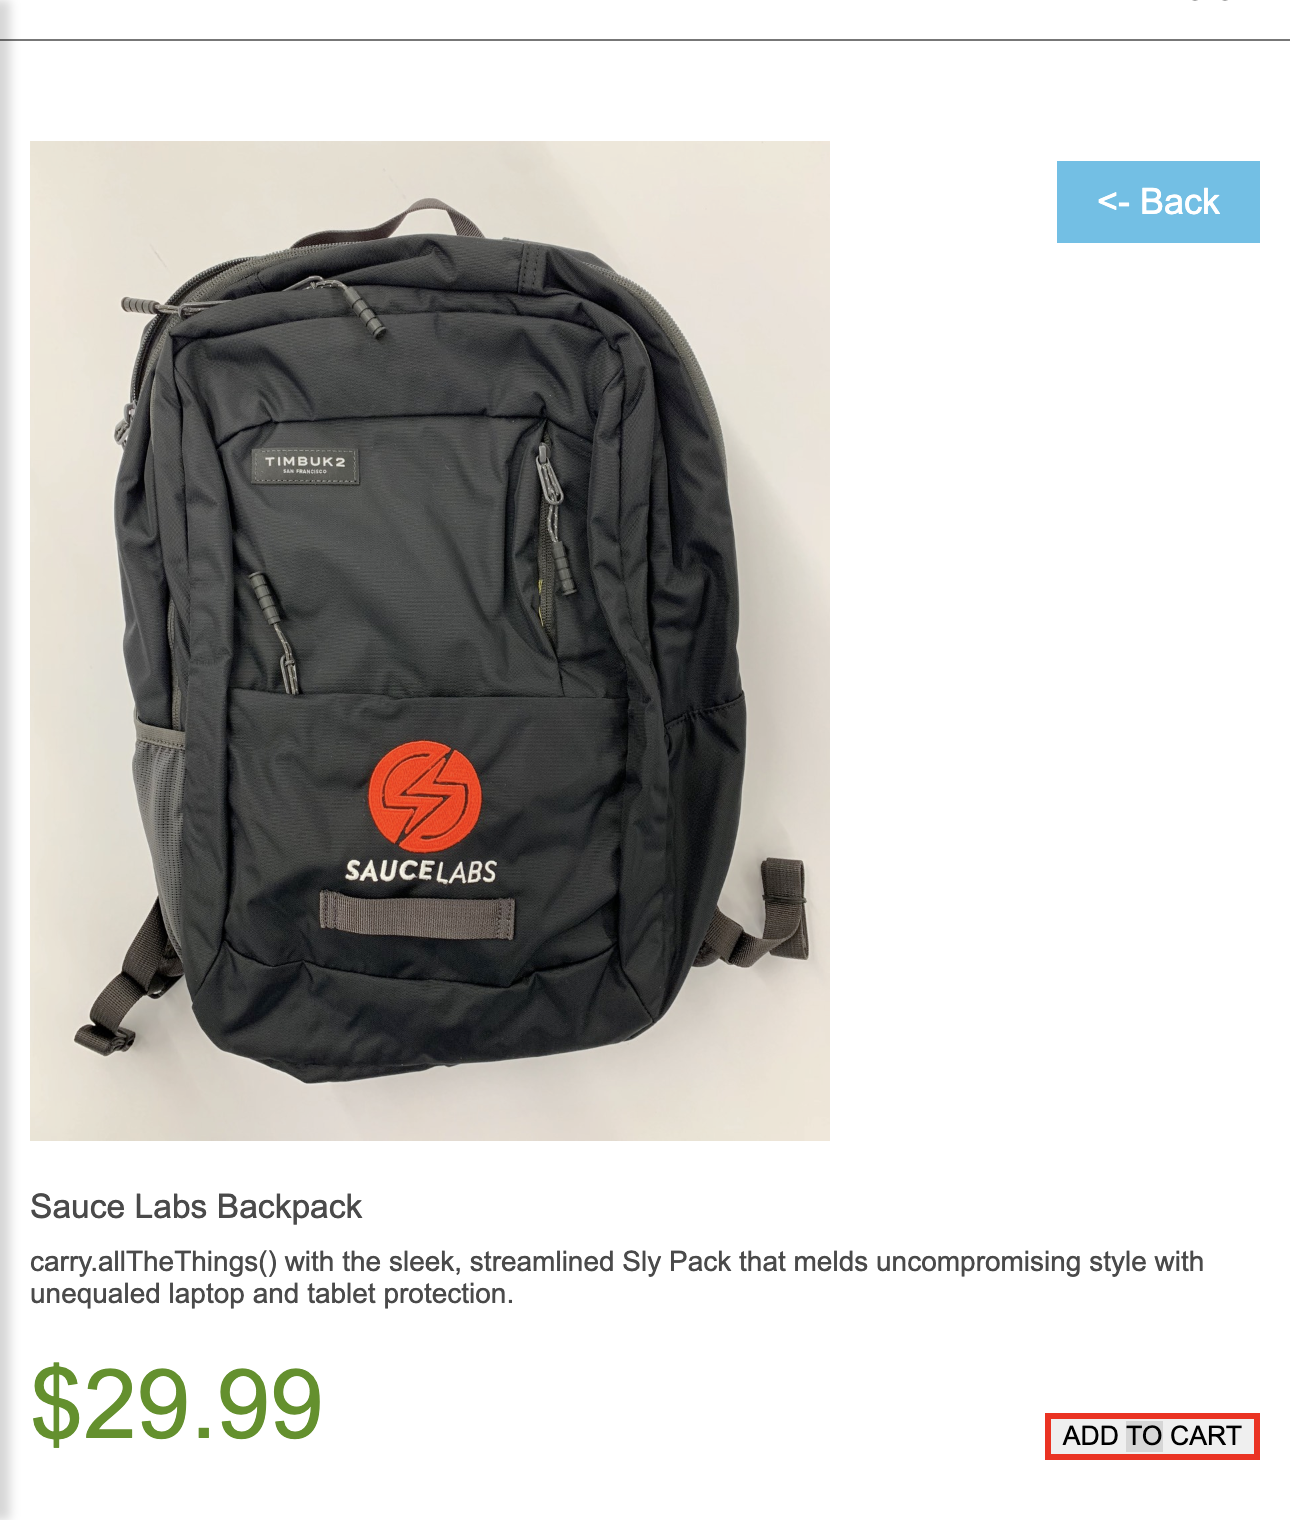 <- Back
TIMBUK2
SAN FRANCISCO
SAUCELABS
Sauce Labs Backpack
carry.allTheThings() with the sleek, streamlined Sly Pack that melds uncompromising style with
unequaled laptop and tablet protection.
$29.99
ADD TO CART